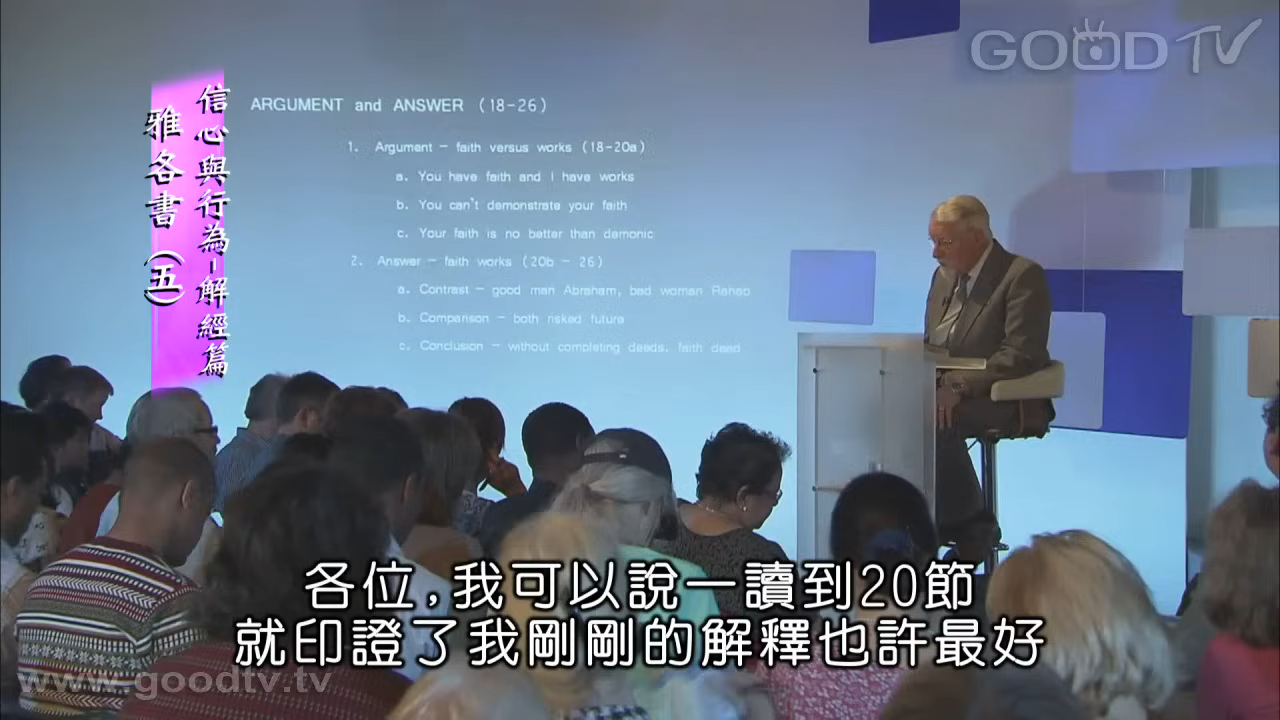 GOOD TV
信心與行為-解經篇
雅各書（五）
ARGUMENT and ANSWER (18-26)
1. Argument - faith versus works (18-20a)
a. You have faith and I have works
b. You can't demonstrate your faith
c. Your faith is no better than demonic
2. Answer - faith works (20b - 26)
a. Contrast - good man Abraham, bad woman Rahab
b. Comparison - both risked future
c. Conclusion - without completing deeds, faith dead
各位,我可以說一讀到20節
就印證了我剛剛的解釋也許最好
www.goodtv.tv